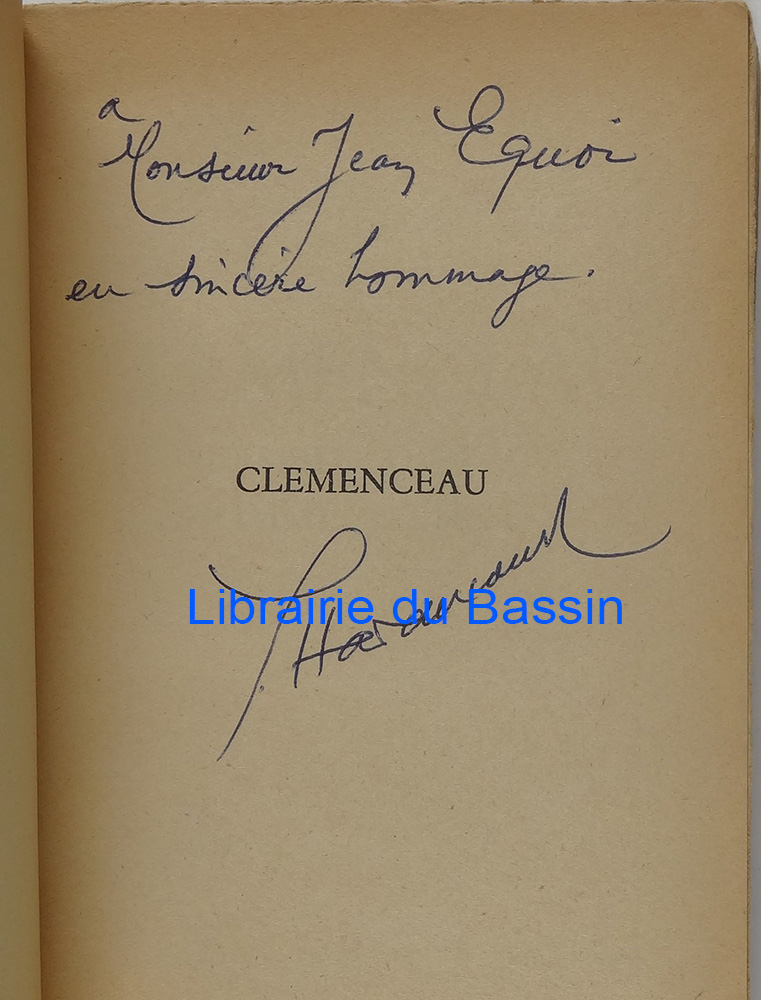 a
Monsieur Jean Equoi
en sincère hommage.
CLEMENCEAU
Librairie du Bassin